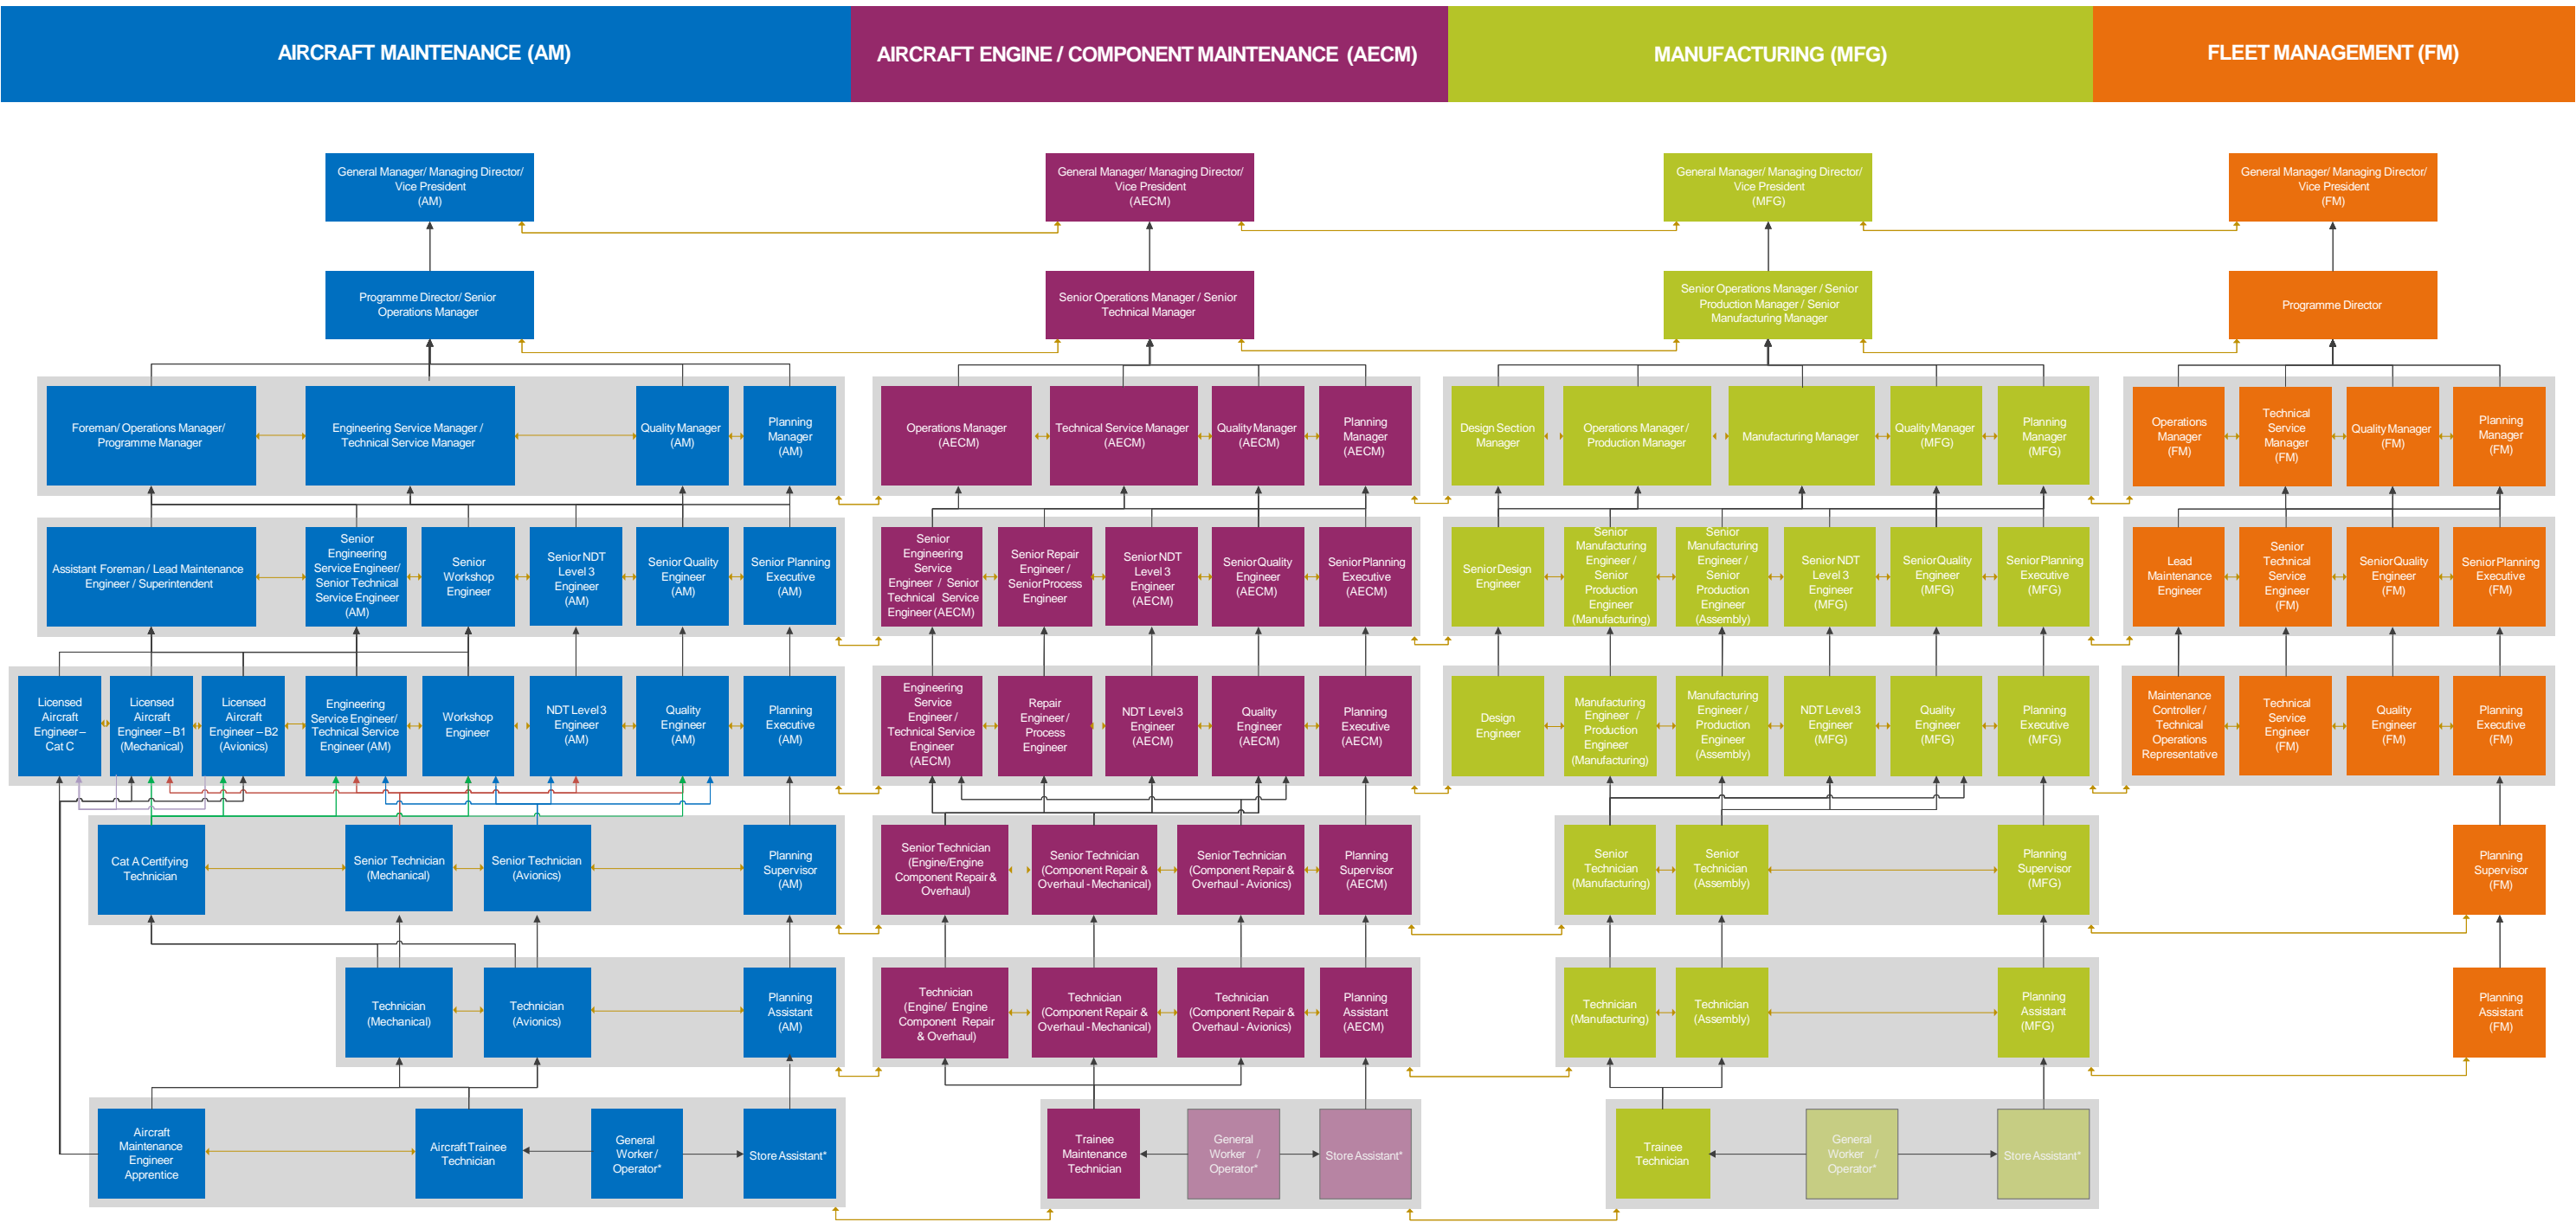 AIRCRAFT MAINTENANCE (AM)
AIRCRAFT ENGINE / COMPONENT MAINTENANCE (AECM)
MANUFACTURING (MFG)
FLEET MANAGEMENT (FM)
General Manager/ Managing Director/
Vice President
(AM)
General Manager/ Managing Director/
Vice President
(AECM)
General Manager/ Managing Director/
Vice President
(MFG)
General Manager/ Managing Director/
Vice President
(FM)
Programme Director/ Senior
Operations Manager
Senior Operations Manager / Senior
Technical Manager
Senior Operations Manager / Senior
Production Manager / Senior
Manufacturing Manager
Programme Director
Foreman/ Operations Manager/
Programme Manager
Engineering Service Manager /
Technical Service Manager
Quality Manager
(AM)
Planning
Manager
(AM)
Operations Manager
(AECM)
Technical Service Manager
(AECM)
Quality Manager
(AECM)
Planning
Manager
(AECM)
Design Section
Manager
Operations Manager /
Production Manager
Manufacturing Manager
Quality Manager
(MFG)
Planning
Manager
(MFG)
Operations
Manager
(FM)
Technical
Service
Manager
(FM)
Quality Manager
(FM)
Planning
Manager
(FM)
Assistant Foreman / Lead Maintenance
Engineer / Superintendent
Senior
Engineering
Service Engineer/
Senior Technical
Service Engineer
(AM)
Senior
Workshop
Engineer
Senior NDT
Level 3
Engineer
(AM)
Senior Quality
Engineer
(AM)
Senior Planning
Executive
(AM)
Senior
Engineering
Service
Engineer / Senior
Technical Service
Engineer (AECM)
Senior Repair
Engineer /
Senior Process
Engineer
Senior NDT
Level 3
Engineer
(AECM)
Senior Quality
Engineer
(AECM)
Senior Planning
Executive
(AECM)
Senior Design
Engineer
Senior
Manufacturing
Engineer /
Senior
Production
Engineer
(Manufacturing)
Senior
Manufacturing
Engineer /
Senior
Production
Engineer
(Assembly)
Senior NDT
Level 3
Engineer
(MFG)
Senior Quality
Engineer
(MFG)
Senior Planning
Executive
(MFG)
Lead
Maintenance
Engineer
Senior
Technical
Service
Engineer
(FM)
Senior Quality
Engineer
(FM)
Senior Planning
Executive
(FM)
Licensed
Aircraft
Engineer –
Cat C
Licensed
Aircraft
Engineer – B1
(Mechanical)
Licensed
Aircraft
Engineer – B2
(Avionics)
Engineering
Service Engineer/
Technical Service
Engineer (AM)
Workshop
Engineer
NDT Level 3
Engineer
(AM)
Quality
Engineer
(AM)
Planning
Executive
(AM)
Engineering
Service
Engineer /
Technical Service
Engineer
(AECM)
Repair
Engineer /
Process
Engineer
NDT Level 3
Engineer
(AECM)
Quality
Engineer
(AECM)
Planning
Executive
(AECM)
Design
Engineer
Manufacturing
Engineer /
Production
Engineer
(Manufacturing)
Manufacturing
Engineer /
Production
Engineer
(Assembly)
NDT Level 3
Engineer
(MFG)
Quality
Engineer
(MFG)
Planning
Executive
(MFG)
Maintenance
Controller /
Technical
Operations
Representative
Technical
Service
Engineer
(FM)
Quality
Engineer
(FM)
Planning
Executive
(FM)
Cat A Certifying
Technician
Senior Technician
(Mechanical)
Senior Technician
(Avionics)
Planning
Supervisor
(AM)
Senior Technician
(Engine/Engine
Component Repair &
Overhaul)
Senior Technician
(Component Repair &
Overhaul - Mechanical)
Senior Technician
(Component Repair &
Overhaul - Avionics)
Planning
Supervisor
(AECM)
Senior
Technician
(Manufacturing)
Senior
Technician
(Assembly)
Planning
Supervisor
(MFG)
Planning
Supervisor
(FM)
Technician
(Mechanical)
Technician
(Avionics)
Planning
Assistant
(AM)
Technician
(Engine/ Engine
Component Repair
& Overhaul)
Technician
(Component Repair &
Overhaul - Mechanical)
Technician
(Component Repair &
Overhaul - Avionics)
Planning
Assistant
(AECM)
Technician
(Manufacturing)
Technician
(Assembly)
Planning
Assistant
(MFG)
Planning
Assistant
(FM)
Aircraft
Maintenance
Engineer
Apprentice
Aircraft Trainee
Technician
General
Worker /
Operator*
Store Assistant*
Trainee
Maintenance
Technician
General
Worker /
Operator*
Store Assistant*
Trainee
Technician
General
Worker /
Operator*
Store Assistant*